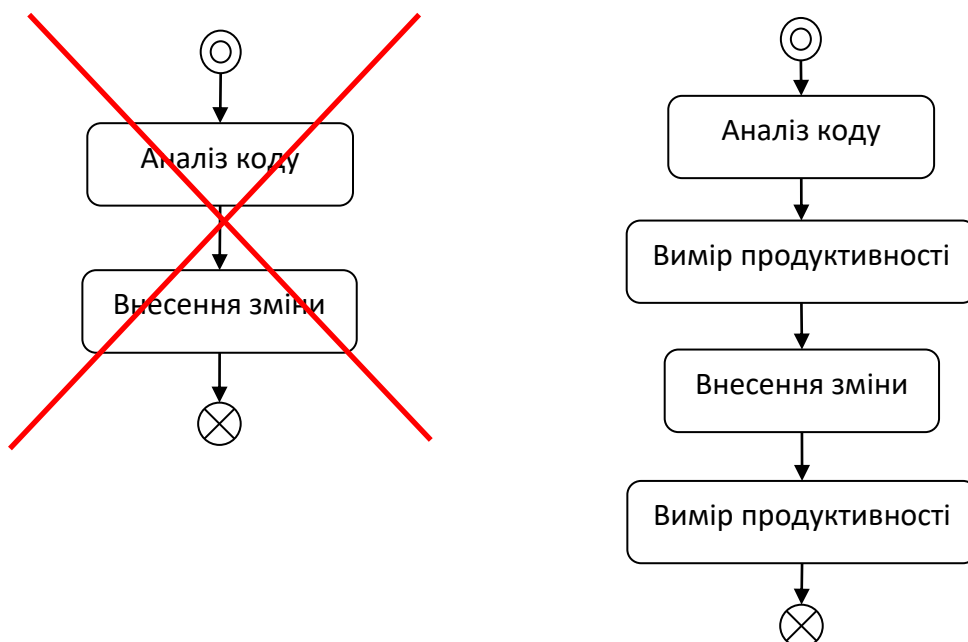 Аналіз коду
Внесення зміни
Аналіз коду
Вимір продуктивності
Внесення зміни
Вимір продуктивності